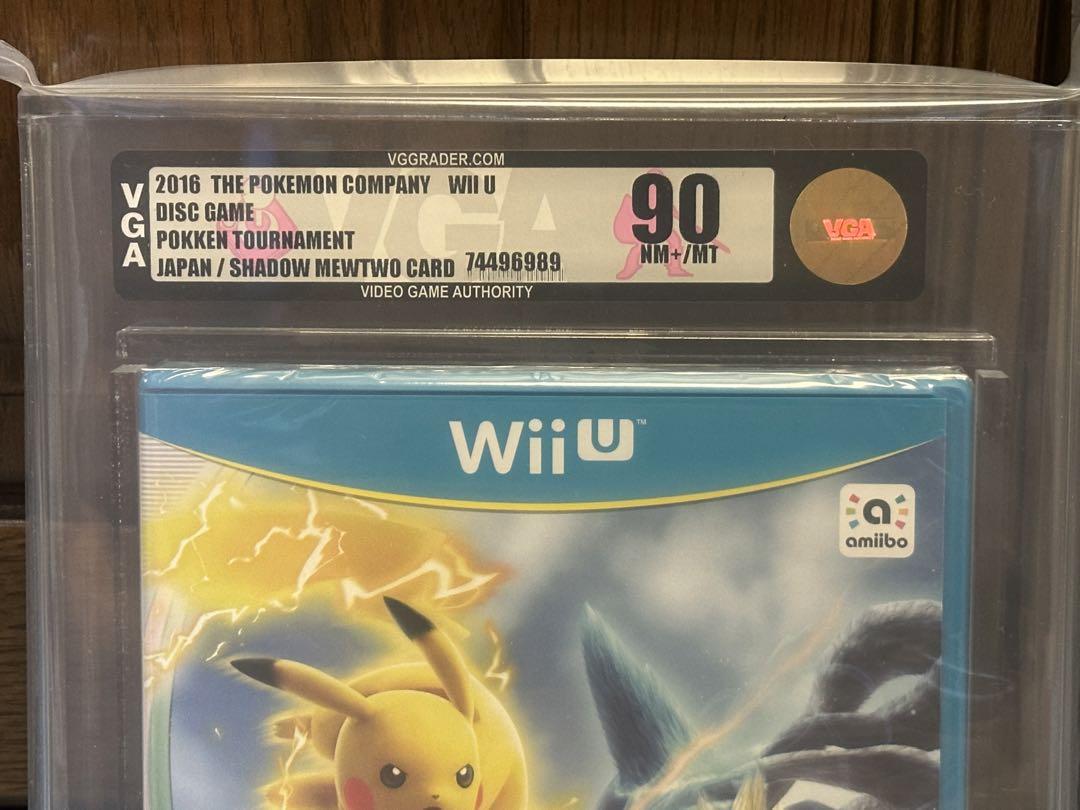 VGGRADER.COM
VGA
2016 THE POKEMON COMPANY WII U
DISC GAME
POKKEN TOURNAMENT
JAPAN / SHADOW MEWTWO CARD 74496989
90
NM+/MT
VGA
VIDEO GAME AUTHORITY
Wii U™
a
amiibo